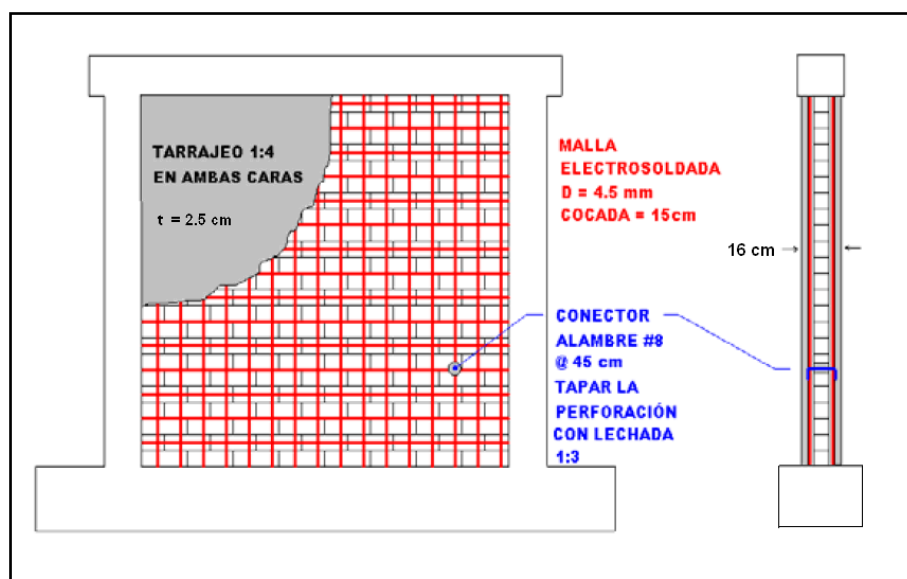 TARRAJEO 1:4
EN AMBAS CARAS
t = 2.5 cm
MALLA
ELECTROSOLDADA
D = 4.5 mm
COCADA = 15cm
16 cm
CONECTOR
ALAMBRE #8
@ 45 cm
TAPAR LA
PERFORACIÓN
CON LECHADA
1:3